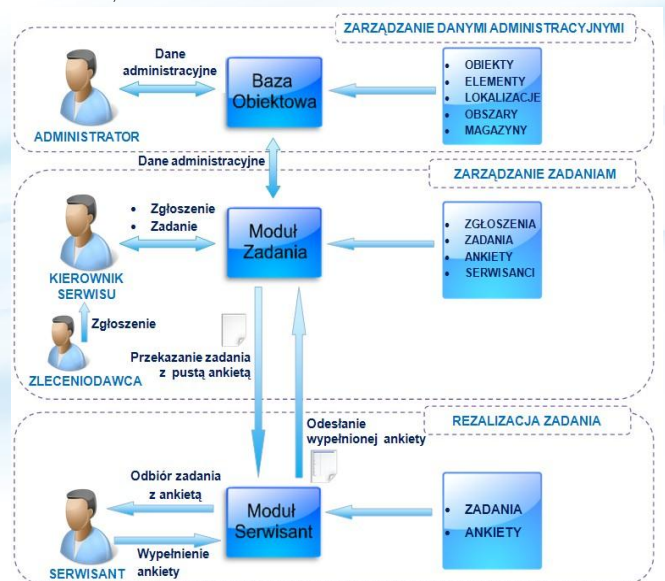 ZARZĄDZANIE DANYMI ADMINISTRACYJNYMI
Dane
administracyjne
Baza
Obiektowa
• OBIEKTY
• ELEMENTY
• LOKALIZACJE
• OBSZARY
• MAGAZYNY
ADMINISTRATOR
Dane administracyjne
ZARZĄDZANIE ZADANIAM
• Zgłoszenie
• Zadanie
Moduł
Zadania
• ZGŁOSZENIA
• ZADANIA
• ANKIETY
• SERWISANCI
KIEROWNIK
SERWISU
Zgłoszenie
ZLECENIODAWCA
Przekazanie zadania
z pustą ankietą
REZALIZACJA ZADANIA
Odesłanie
wypełnionej ankiety
Odbiór zadania
z ankietą
Moduł
Serwisant
• ZADANIA
• ANKIETY
SERWISANT
Wypełnienie
ankiety